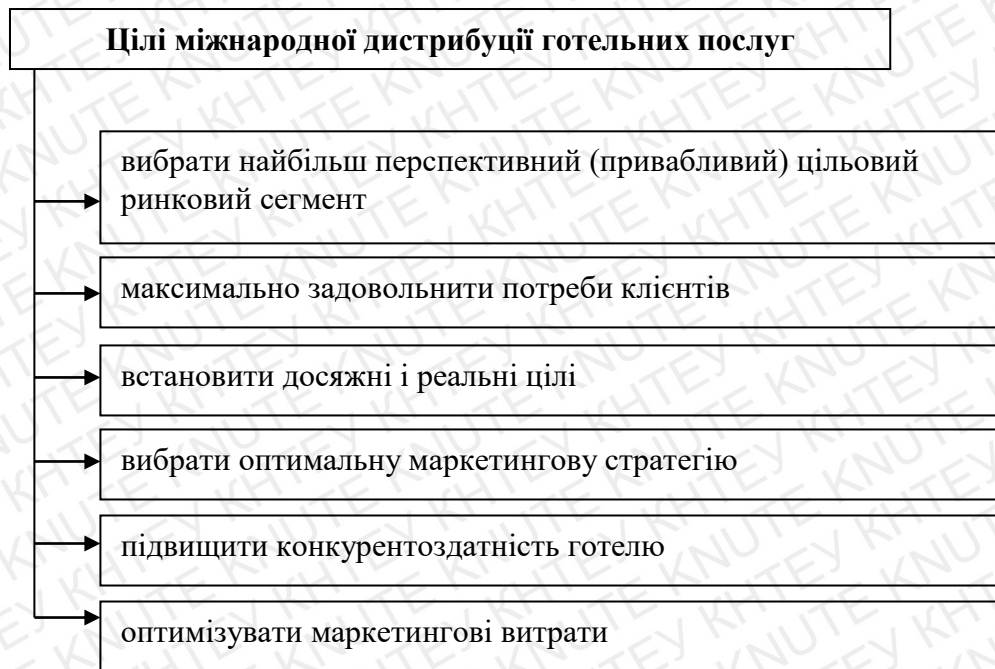 Цілі міжнародної дистрибуції готельних послуг
вибрати найбільш перспективний (привабливий) цільовий
ринковий сегмент
максимально задовольнити потреби клієнтів
встановити досяжні і реальні цілі
вибрати оптимальну маркетингову стратегію
підвищити конкурентоздатність готелю
оптимізувати маркетингові витрати